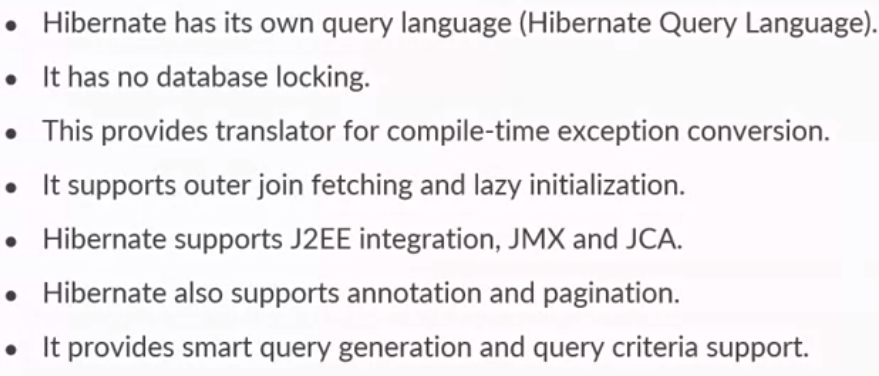 • Hibernate has its own query language (Hibernate Query Language).
• It has no database locking.
• This provides translator for compile-time exception conversion.
• It supports outer join fetching and lazy initialization.
• Hibernate supports J2EE integration, JMX and JCA.
• Hibernate also supports annotation and pagination.
• It provides smart query generation and query criteria support.